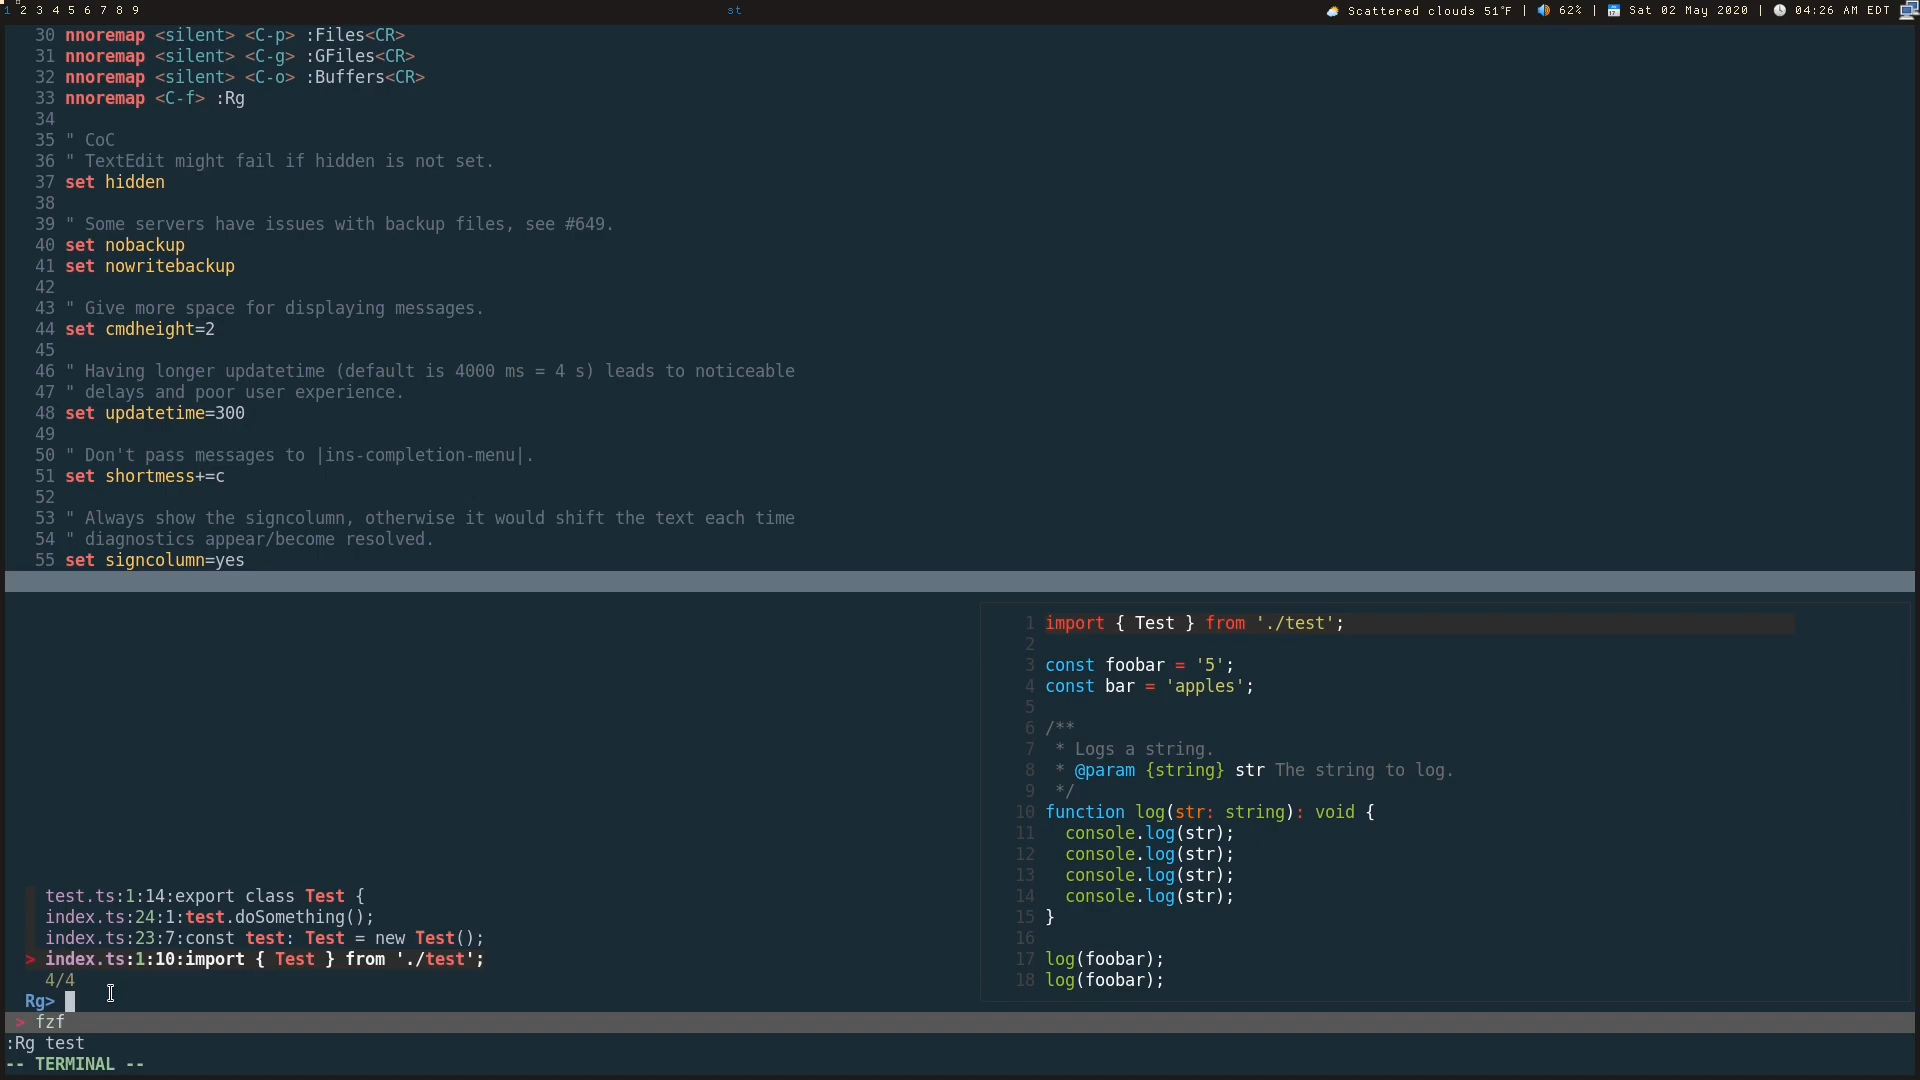 1 2 3 4 5 6 7 8 9 st Scattered clouds 51°F | 62% | Sat 02 May 2020 | 04:26 AM EDT
30 nnoremap <silent> <C-p> :Files<CR>
31 nnoremap <silent> <C-g> :GFiles<CR>
32 nnoremap <silent> <C-o> :Buffers<CR>
33 nnoremap <C-f> :Rg
34
35 " CoC
36 " TextEdit might fail if hidden is not set.
37 set hidden
38
39 " Some servers have issues with backup files, see #649.
40 set nobackup
41 set nowritebackup
42
43 " Give more space for displaying messages.
44 set cmdheight=2
45
46 " Having longer updatetime (default is 4000 ms = 4 s) leads to noticeable
47 " delays and poor user experience.
48 set updatetime=300
49
50 " Don't pass messages to |ins-completion-menu|.
51 set shortmess+=c
52
53 " Always show the signcolumn, otherwise it would shift the text each time
54 " diagnostics appear/become resolved.
55 set signcolumn=yes
test.ts:1:14:export class Test {
index.ts:24:1:test.doSomething();
index.ts:23:7:const test: Test = new Test();
> index.ts:1:10:import { Test } from './test';
4/4
Rg>
1 import { Test } from './test';
2
3 const foobar = '5';
4 const bar = 'apples';
5
6 /**
7 * Logs a string.
8 * @param {string} str The string to log.
9 */
10 function log(str: string): void {
11 console.log(str);
12 console.log(str);
13 console.log(str);
14 console.log(str);
15 }
16
17 log(foobar);
18 log(foobar);
> fzf
:Rg test
-- TERMINAL --